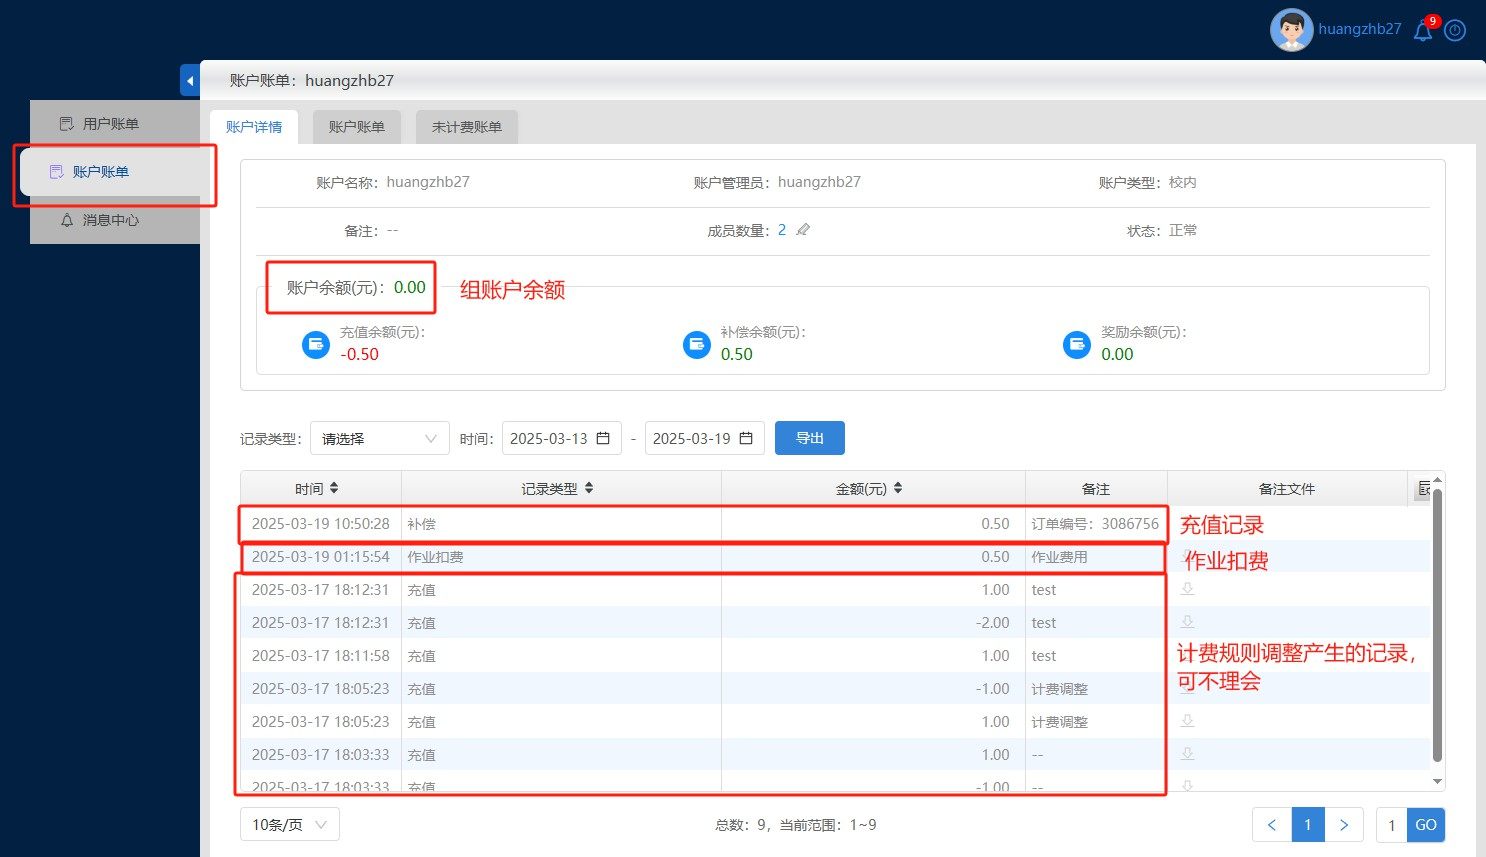 huangzhb27
9
账户账单：huangzhb27
用户账单
账户账单
消息中心
账户详情
账户账单
未计费账单
账户名称：huangzhb27
账户管理员：huangzhb27
账户类型：校内
备注：--
成员数量：2
状态：正常
账户余额(元)：0.00
组账户余额
充值余额(元)：
-0.50
补偿余额(元)：
0.50
奖励余额(元)：
0.00
记录类型：
请选择
时间：
2025-03-13
-
2025-03-19
导出
时间 记录类型 金额(元) 备注 备注文件
2025-03-19 10:50:28 补偿 0.50 订单编号：3086756 充值记录
2025-03-19 01:15:54 作业扣费 0.50 作业费用 作业扣费
2025-03-17 18:12:31 充值 1.00 test
2025-03-17 18:12:31 充值 -2.00 test
2025-03-17 18:11:58 充值 1.00 test
计费规则调整产生的记录，
可不理会
2025-03-17 18:05:23 充值 -1.00 计费调整
2025-03-17 18:05:23 充值 1.00 计费调整
2025-03-17 18:03:33 充值 1.00 --
2025-03-17 18:03:33 充值 -1.00 --
10条/页
总数：9，当前范围：1~9
1
1
GO